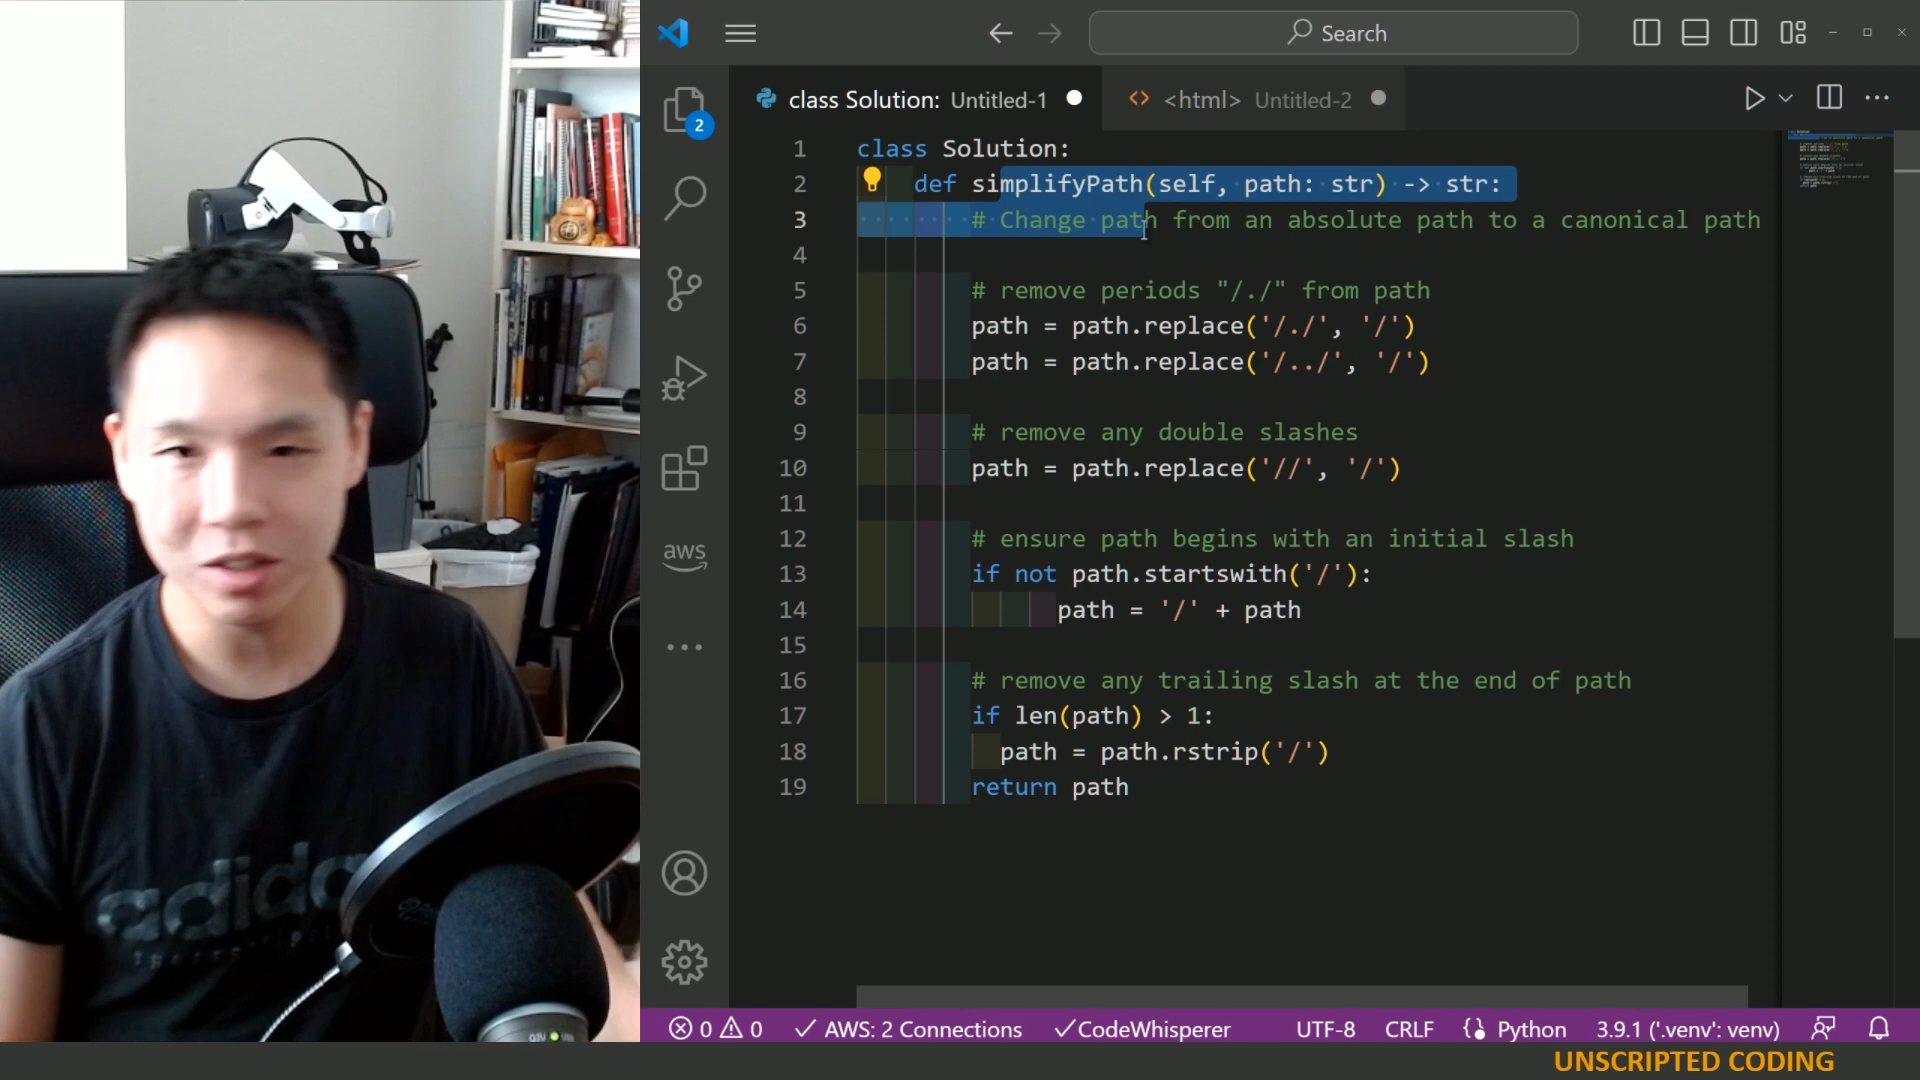 Search
class Solution: Untitled-1
<html> Untitled-2
2
1 class Solution:
2 def simplifyPath(self, path: str) -> str:
3 # Change path from an absolute path to a canonical path
4
5 # remove periods "/./" from path
6 path = path.replace('/./', '/')
7 path = path.replace('/../', '/')
8
9 # remove any double slashes
10 path = path.replace('//', '/')
11
12 # ensure path begins with an initial slash
13 if not path.startswith('/'):
14 path = '/' + path
15
16 # remove any trailing slash at the end of path
17 if len(path) > 1:
18 path = path.rstrip('/')
19 return path
aws
adidas
0 0 AWS: 2 Connections CodeWhisperer UTF-8 CRLF Python 3.9.1 ('.venv': venv)
UNSCRIPTED CODING